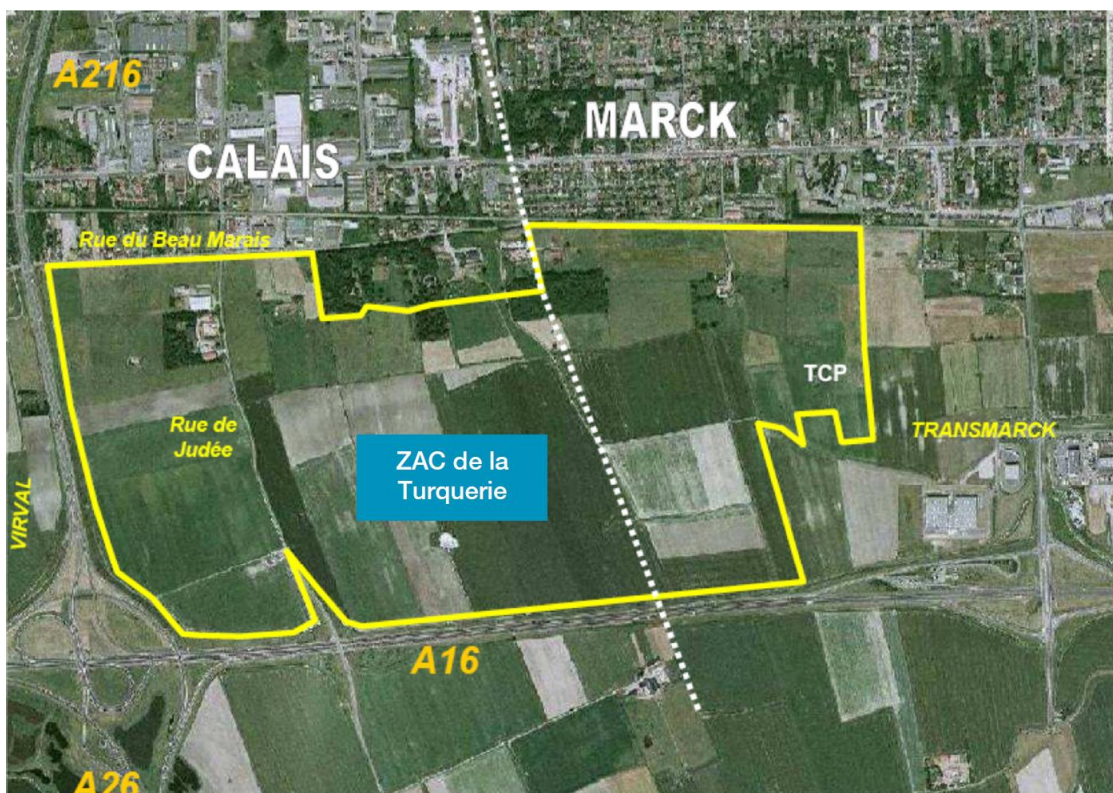 A216
MARCK
CALAIS
Rue du Beau Marais
TCP
Rue de
Judée
TRANSMARCK
ZAC de la
Turquerie
VIRVAL
A16
A26